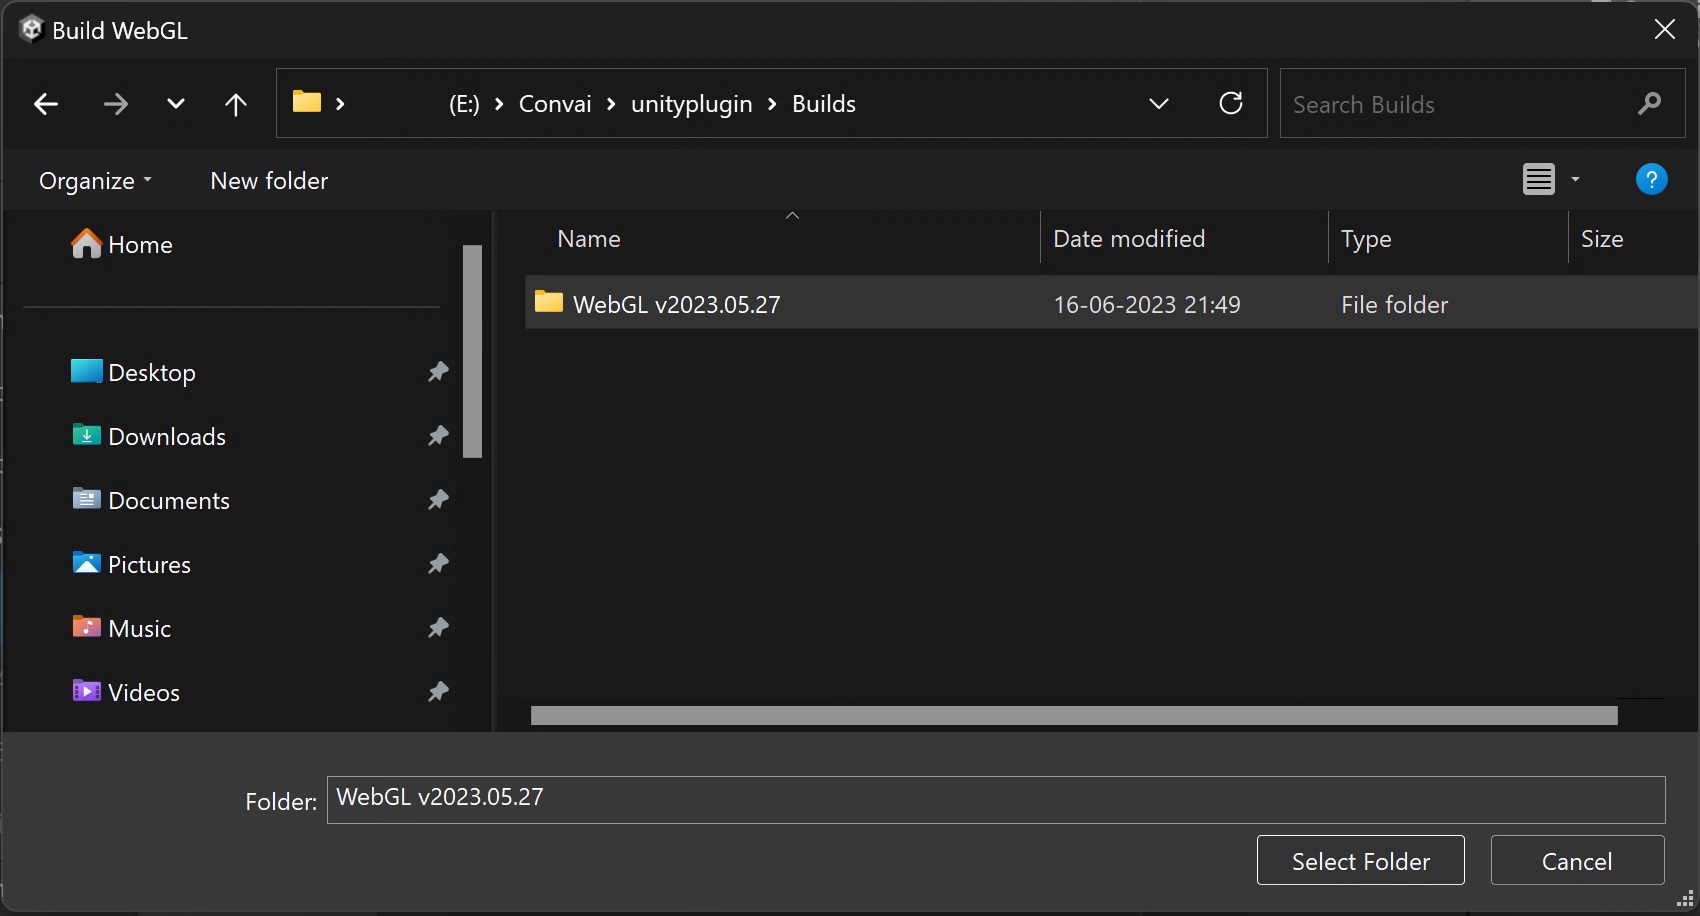 Build WebGL
(E:) > Convai > unityplugin > Builds
Search Builds
Organize
New folder
?
Home
Desktop
Downloads
Documents
Pictures
Music
Videos
Name Date modified Type Size
WebGL v2023.05.27 16-06-2023 21:49 File folder
Folder: WebGL v2023.05.27
Select Folder Cancel